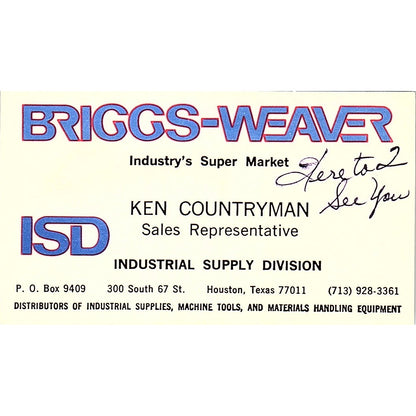 BRIGGS-WEAVER
Industry's Super Market
Here to 2
See You
KEN COUNTRYMAN
Sales Representative
ISD
INDUSTRIAL SUPPLY DIVISION
P. O. Box 9409 300 South 67 St. Houston, Texas 77011 (713) 928-3361
DISTRIBUTORS OF INDUSTRIAL SUPPLIES, MACHINE TOOLS, AND MATERIALS HANDLING EQUIPMENT